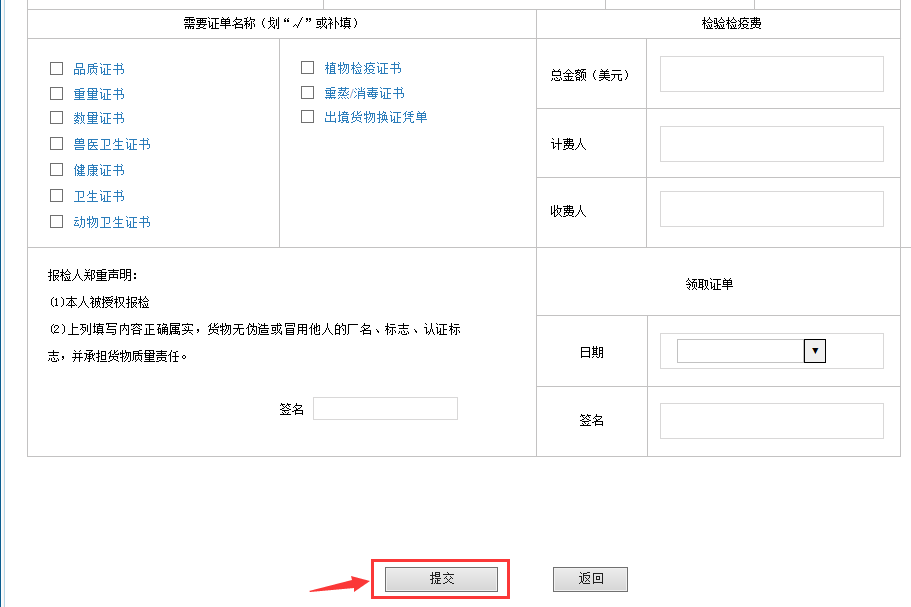 需要证单名称（划“√”或补填）
检验检疫费
品质证书
重量证书
数量证书
兽医卫生证书
健康证书
卫生证书
动物卫生证书
植物检疫证书
熏蒸/消毒证书
出境货物换证凭单
总金额（美元）
计费人
收费人
报检人郑重声明：
(1)本人被授权报检
(2)上列填写内容正确属实，货物无伪造或冒用他人的厂名、标志、认证标
志，并承担货物质量责任。
签名
领取证单
日期
签名
提交
返回